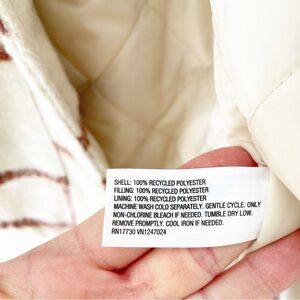 SHELL: 100% RECYCLED POLYESTER
FILLING: 100% RECYCLED POLYESTER
LINING: 100% RECYCLED POLYESTER
MACHINE WASH COLD SEPARATELY. GENTLE CYCLE. ONLY
NON-CHLORINE BLEACH IF NEEDED. TUMBLE DRY LOW.
REMOVE PROMPTLY. COOL IRON IF NEEDED.
RN17730 VN1247024